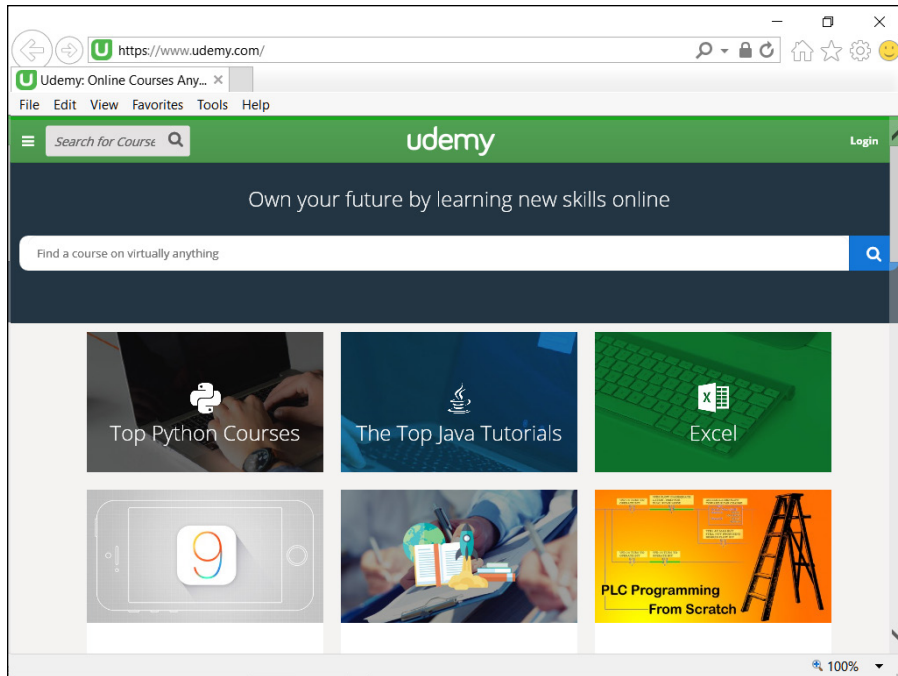 https://www.udemy.com/
Udemy: Online Courses Any...
File Edit View Favorites Tools Help
Search for Course
udemy
Login
Own your future by learning new skills online
Find a course on virtually anything
Top Python Courses
The Top Java Tutorials
Excel
9
PLC Programming
From Scratch
100%